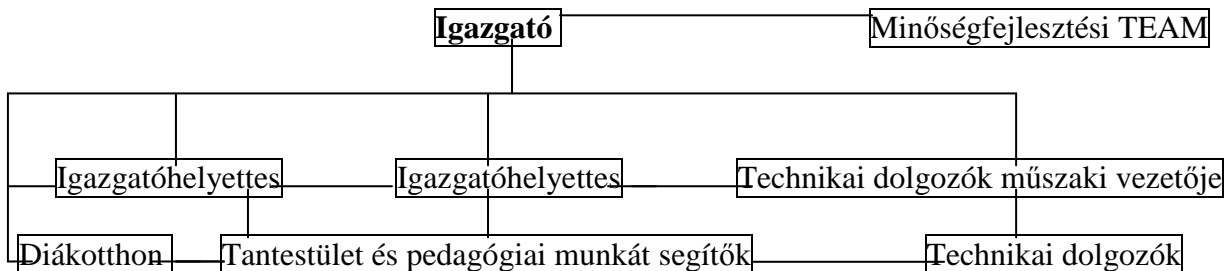 Igazgató
Minőségfejlesztési TEAM
Igazgatóhelyettes
Igazgatóhelyettes
Technikai dolgozók műszaki vezetője
Diákotthon
Tantestület és pedagógiai munkát segítők
Technikai dolgozók